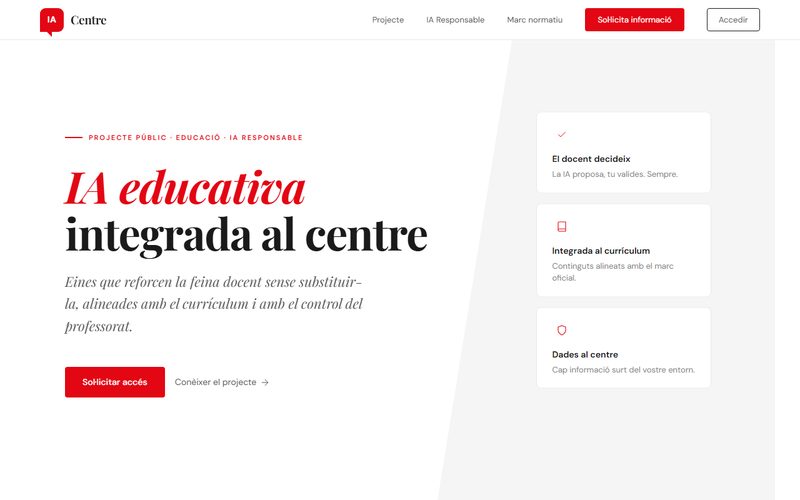 IA
Centre
Projecte
IA Responsable
Marc normatiu
Sol·licita informació
Accedir
PROJECTE PÚBLIC · EDUCACIÓ · IA RESPONSABLE
IA educativa
integrada al centre
Eines que reforcen la feina docent sense substituir-
la, alineades amb el currículum i amb el control del
professorat.
Sol·licitar accés
Conèixer el projecte →
El docent decideix
La IA proposa, tu valides. Sempre.
Integrada al currículum
Continguts alineats amb el marc
oficial.
Dades al centre
Cap informació surt del vostre entorn.